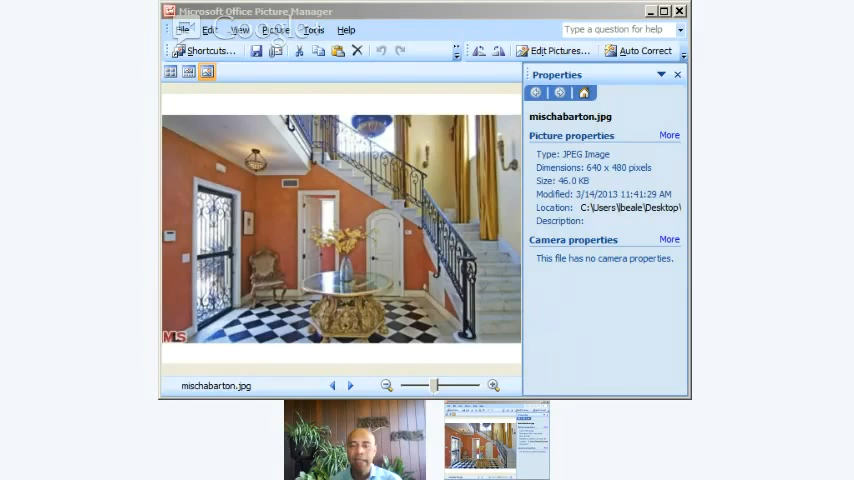 Microsoft Office Picture Manager
Google+
File Edit View Picture Tools Help
Type a question for help
Shortcuts...
Edit Pictures...
Auto Correct
Properties
mischabarton.jpg
Picture properties More
Type: JPEG Image
Dimensions: 640 x 480 pixels
Size: 46.0 KB
Modified: 3/14/2013 11:41:29 AM
Location: C:\Users\lbeale\Desktop\
Description:
Camera properties More
This file has no camera properties.
MLS
mischabarton.jpg